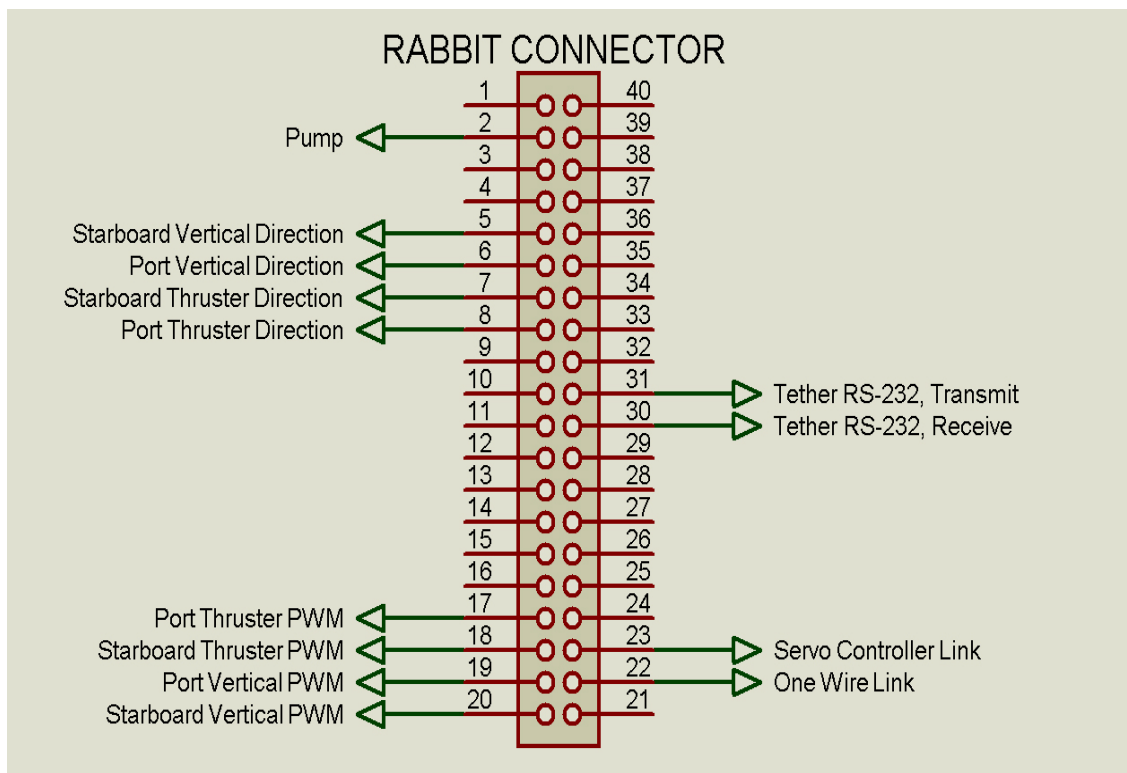 RABBIT CONNECTOR
1 40
Pump 2 39
3 38
4 37
Starboard Vertical Direction 5 36
Port Vertical Direction 6 35
Starboard Thruster Direction 7 34
Port Thruster Direction 8 33
9 32
10 31 Tether RS-232, Transmit
11 30 Tether RS-232, Receive
12 29
13 28
14 27
15 26
16 25
Port Thruster PWM 17 24
Starboard Thruster PWM 18 23 Servo Controller Link
Port Vertical PWM 19 22 One Wire Link
Starboard Vertical PWM 20 21